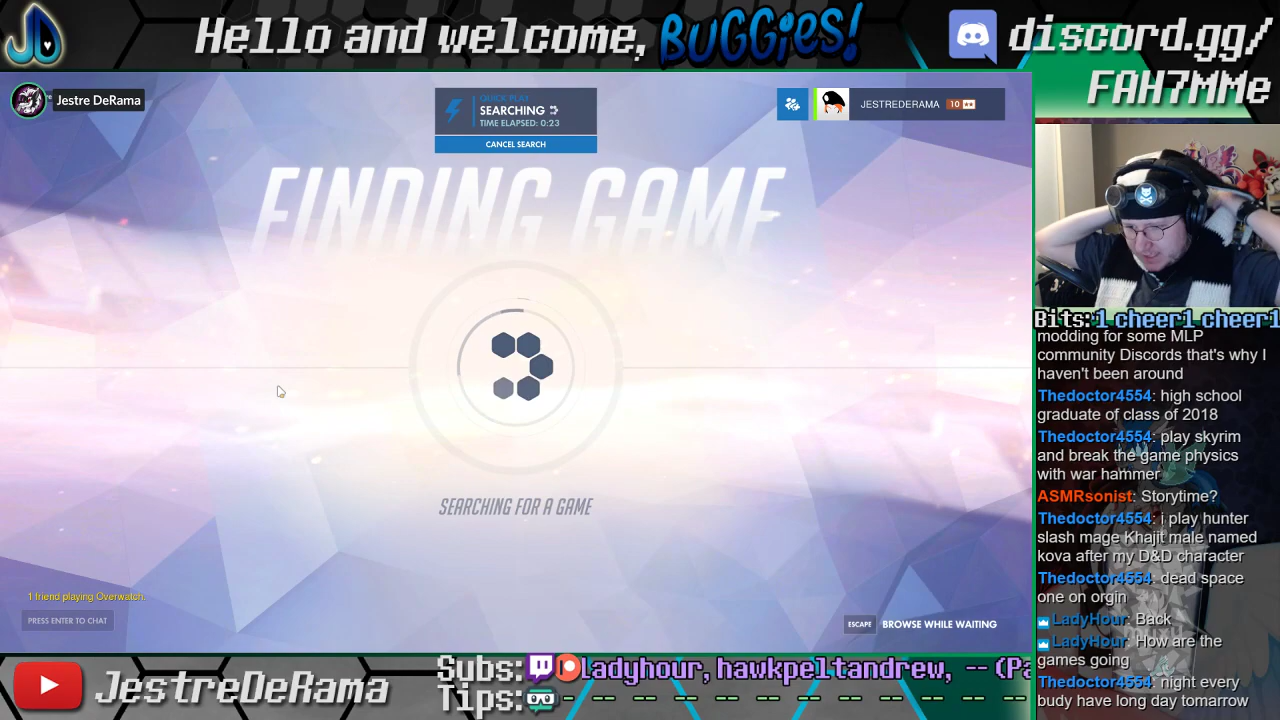 Hello and welcome, BUGGIES!
discord.gg/
FAH7MMe
Jestre DeRama
QUICK PLAY
SEARCHING
TIME ELAPSED: 0:23
CANCEL SEARCH
JESTREDERAMA 10
FINDING GAME
SEARCHING FOR A GAME
1 friend playing Overwatch.
PRESS ENTER TO CHAT
ESCAPE BROWSE WHILE WAITING
Bits:1 cheer1 cheer1
modding for some MLP
community Discords that's why I
haven't been around
Thedoctor4554: high school
graduate of class of 2018
Thedoctor4554: play skyrim
and break the game physics
with war hammer
ASMRsonist: Storytime?
Thedoctor4554: i play hunter
slash mage Khajit male named
kova after my D&D character
Thedoctor4554: dead space
one on orgin
LadyHour: Back
LadyHour: How are the
games going
Thedoctor4554: night every
budy have long day tomorrow
JestreDeRama
Subs: ladyhour, hawkpeltandrew, -- (Pa
Tips: -- -- -- -- -- -- -- -- --